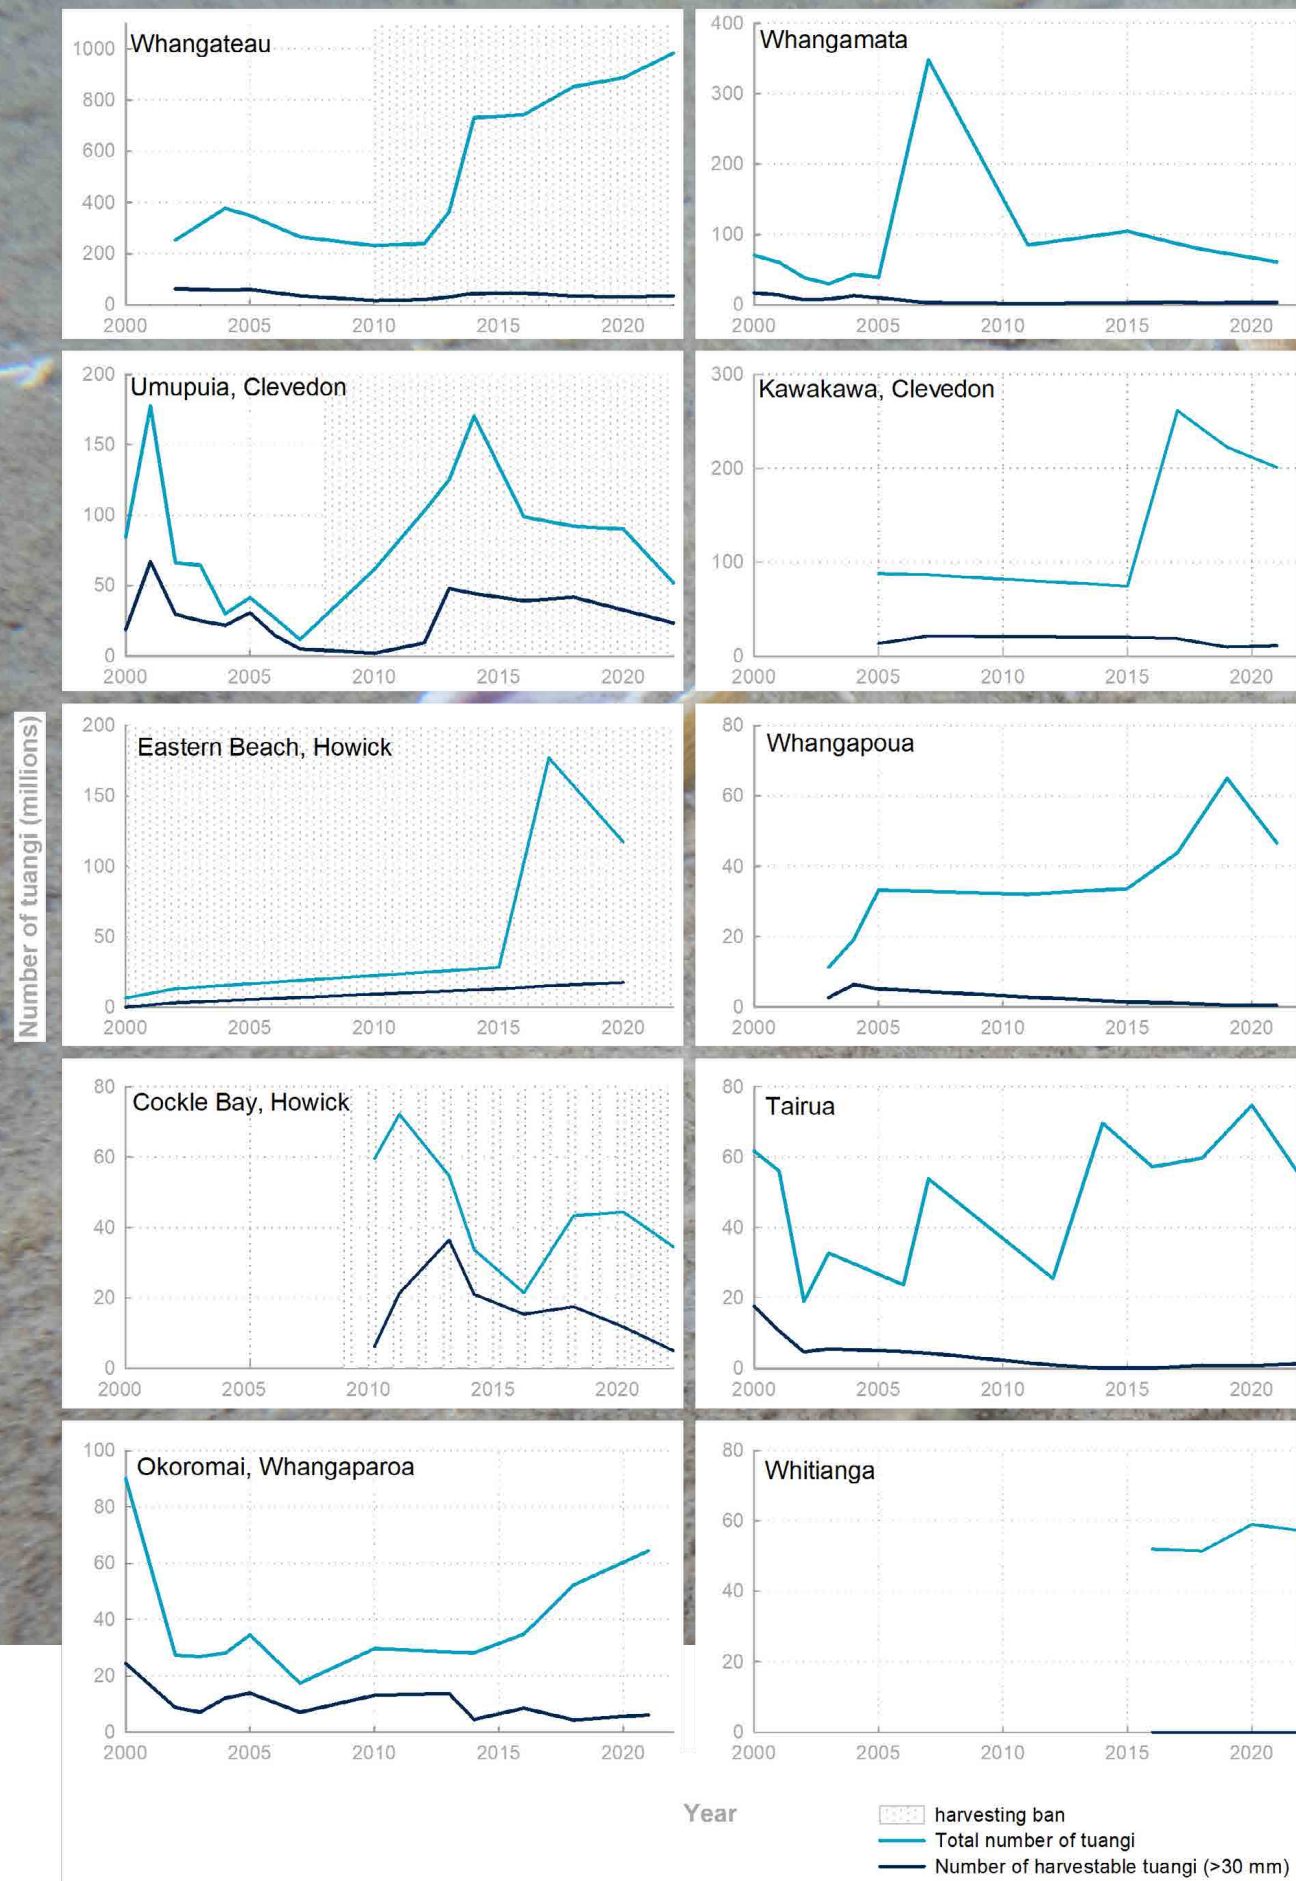 Number of tuangi (millions)
Whangateau
1000
800
600
400
200
0
2000 2005 2010 2015 2020
Whangamata
400
300
200
100
0
2000 2005 2010 2015 2020
Umupuia, Clevedon
200
150
100
50
0
2000 2005 2010 2015 2020
Kawakawa, Clevedon
300
200
100
0
2000 2005 2010 2015 2020
Eastern Beach, Howick
200
150
100
50
0
2000 2005 2010 2015 2020
Whangapoua
80
60
40
20
0
2000 2005 2010 2015 2020
Cockle Bay, Howick
80
60
40
20
0
2000 2005 2010 2015 2020
Tairua
80
60
40
20
0
2000 2005 2010 2015 2020
Okoromai, Whangaparoa
100
80
60
40
20
0
2000 2005 2010 2015 2020
Whitianga
80
60
40
20
0
2000 2005 2010 2015 2020
Year
harvesting ban
Total number of tuangi
Number of harvestable tuangi (>30 mm)